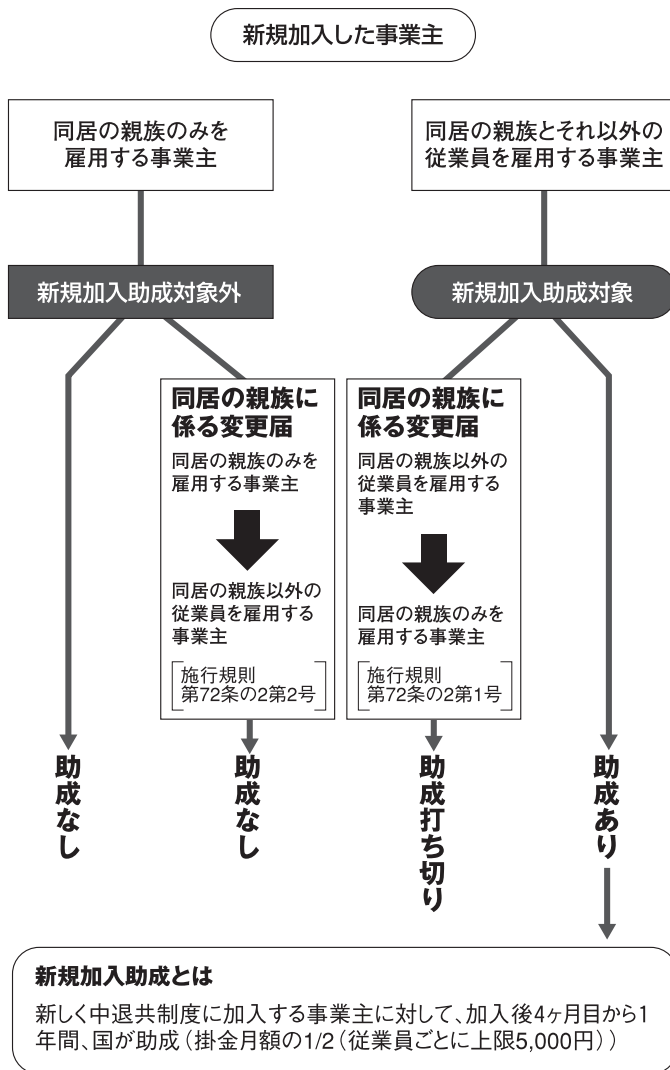 新規加入した事業主
同居の親族のみを
雇用する事業主
同居の親族とそれ以外の
従業員を雇用する事業主
新規加入助成対象外
新規加入助成対象
同居の親族に
係る変更届
同居の親族のみを
雇用する事業主
同居の親族以外の
従業員を雇用する
事業主
施行規則
第72条の2第2号
同居の親族に
係る変更届
同居の親族以外の
従業員を雇用する
事業主
同居の親族のみを
雇用する事業主
施行規則
第72条の2第1号
助成なし
助成なし
助成打ち切り
助成あり
新規加入助成とは
新しく中退共制度に加入する事業主に対して、加入後4ヶ月目から1
年間、国が助成（掛金月額の1/2（従業員ごとに上限5,000円））